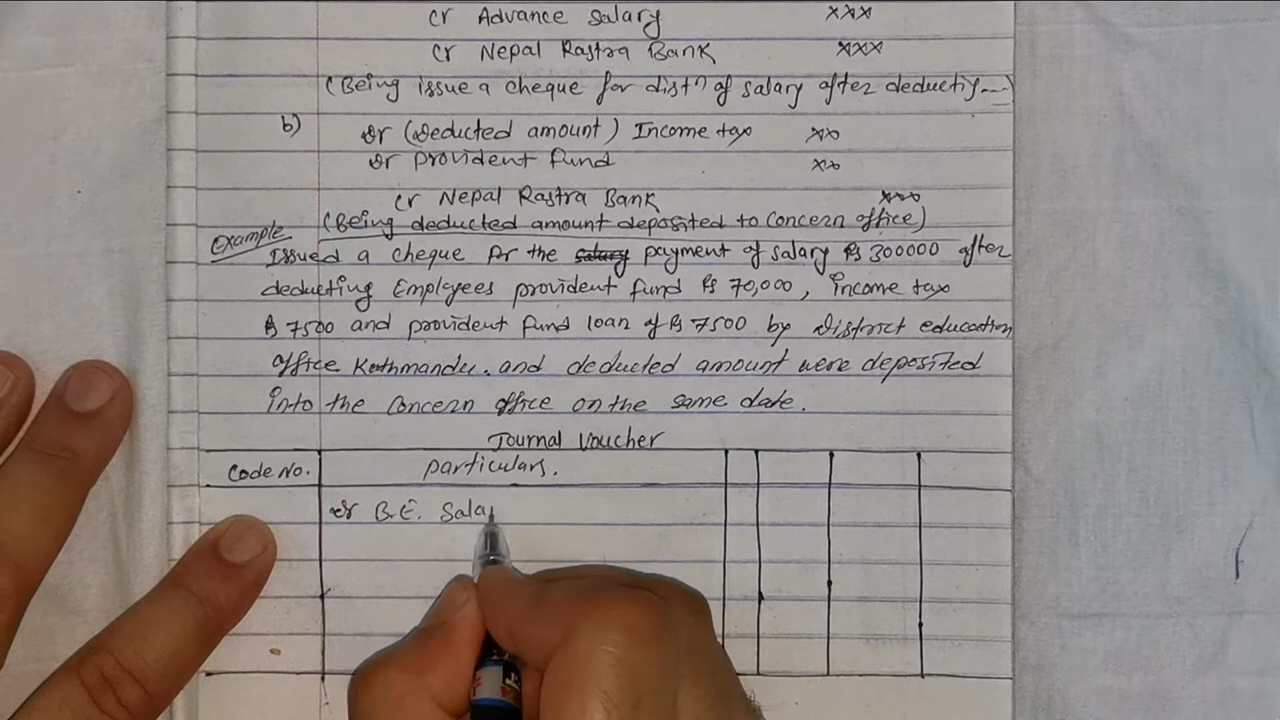 cr Advance salary xxx
cr Nepal Rastra Bank xxx
(Being issue a cheque for distn of salary after deductig...)
b) Dr (Deducted amount) Income tax xx
Dr provident fund xx
cr Nepal Rastra Bank xxx
(Being deducted amount deposited to concern office)
Example
Issued a cheque for the salary payment of salary Rs 300000 after
deducting Employees provident fund Rs 70,000, income tax
Rs 7500 and provident fund loan of Rs 7500 by District education
office Kathmandu. and deducted amount were deposited
into the concern office on the same date.
Journal Voucher
Code No. particulars.
Dr B.E. Sala